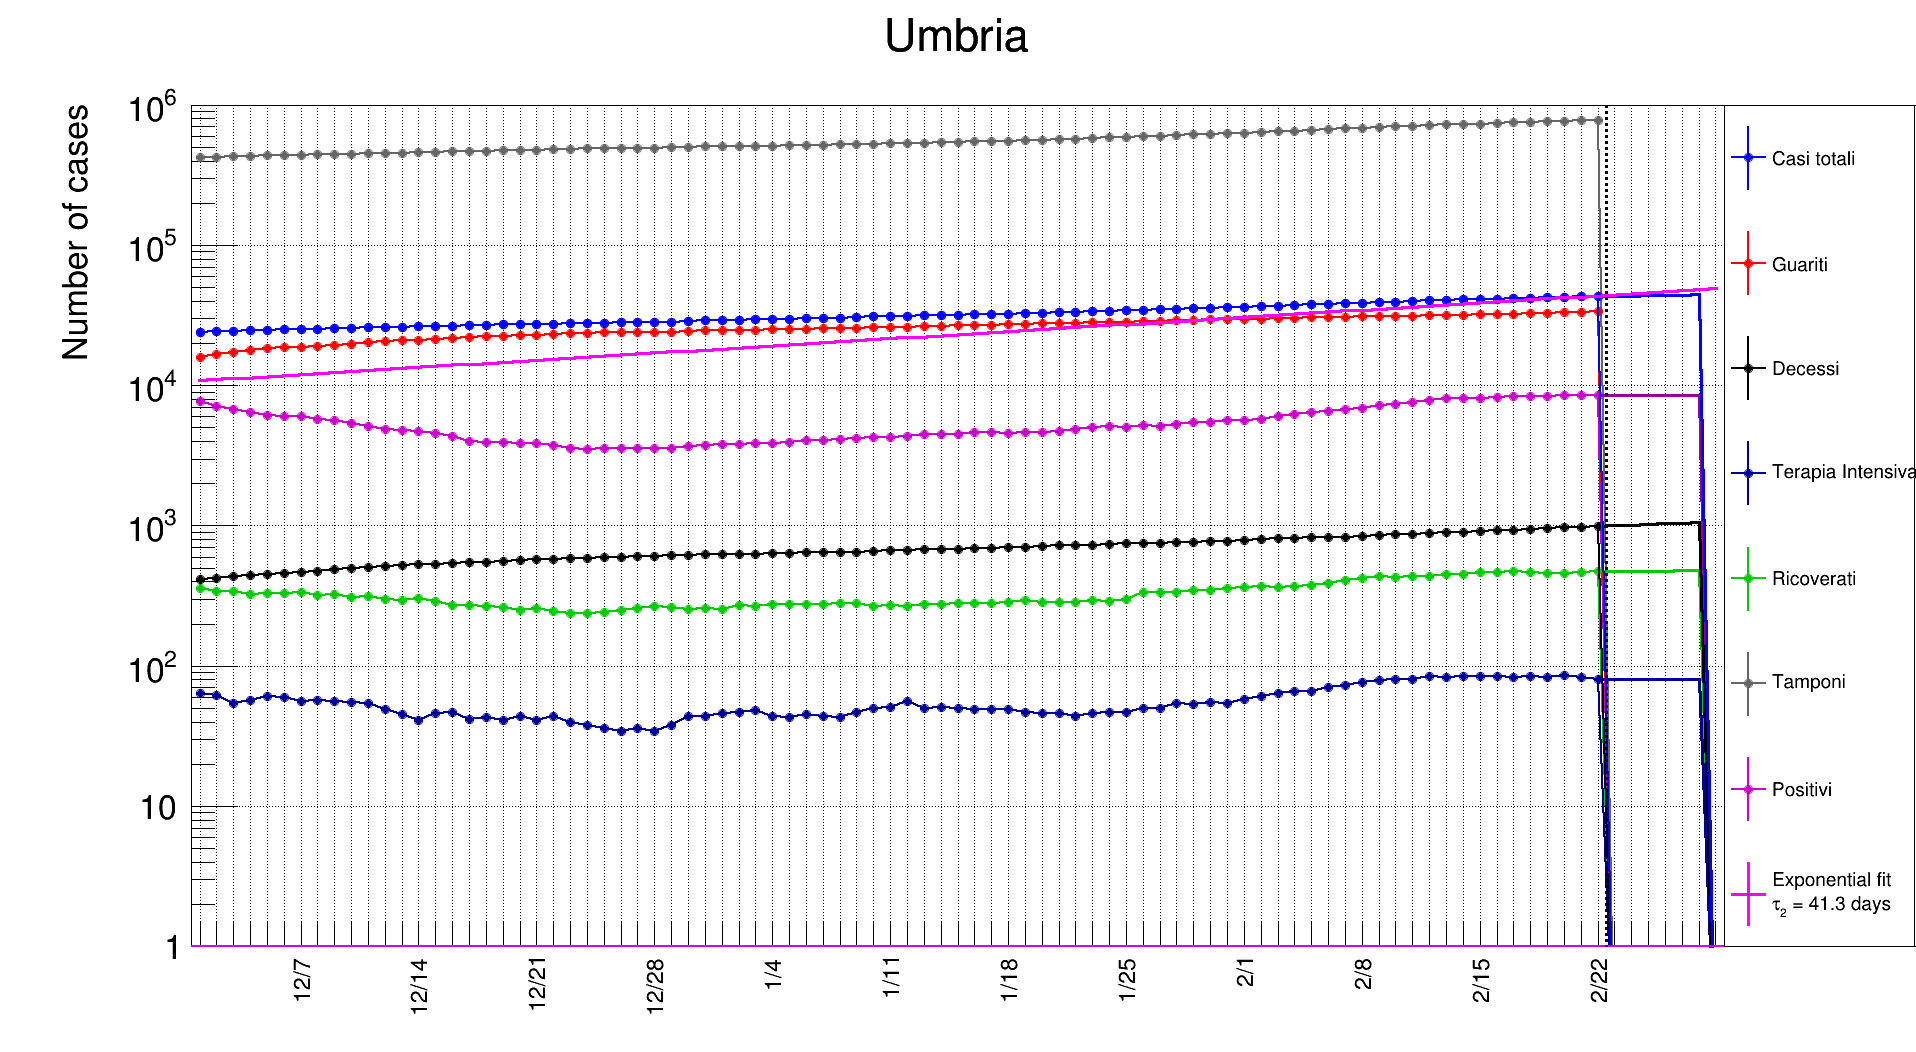 Umbria
Number of cases
10^6
10^5
10^4
10^3
10^2
10
1
12/7
12/14
12/21
12/28
1/4
1/11
1/18
1/25
2/1
2/8
2/15
2/22
Casi totali
Guariti
Decessi
Terapia Intensiva
Ricoverati
Tamponi
Positivi
Exponential fit
τ_2 = 41.3 days